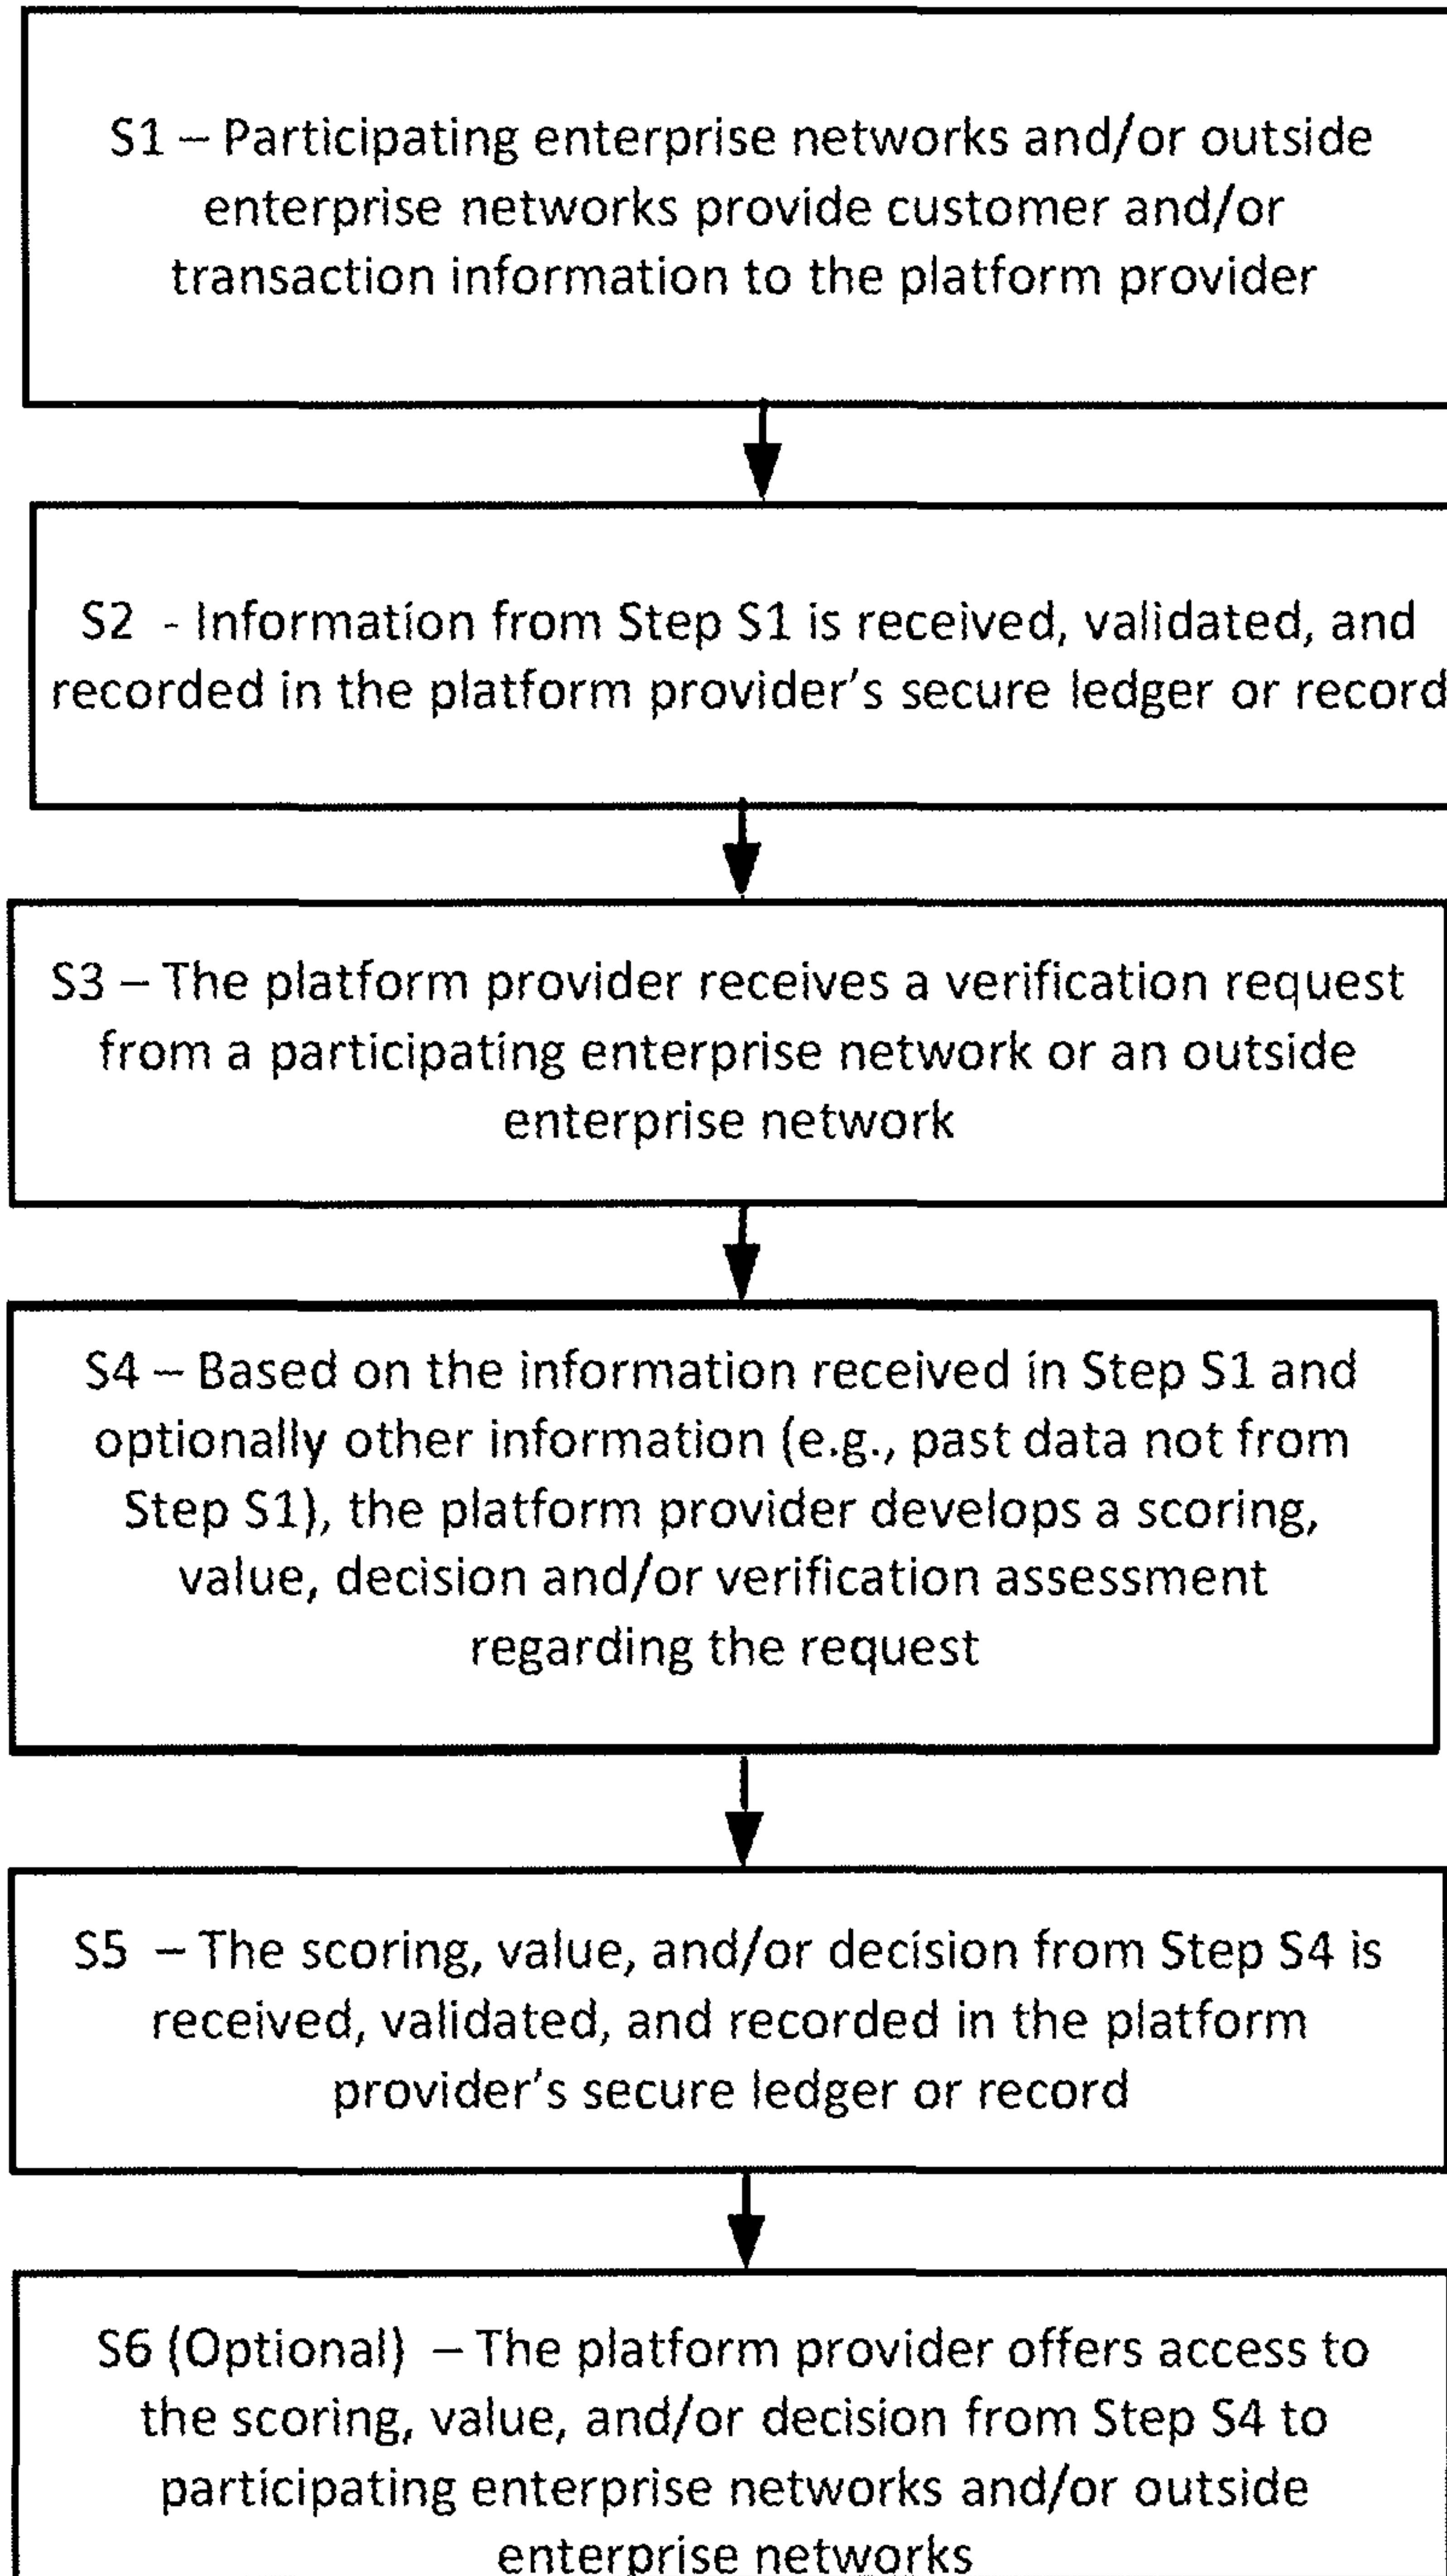 S1 – Participating enterprise networks and/or outside
enterprise networks provide customer and/or
transaction information to the platform provider
S2 - Information from Step S1 is received, validated, and
recorded in the platform provider's secure ledger or record
S3 – The platform provider receives a verification request
from a participating enterprise network or an outside
enterprise network
S4 – Based on the information received in Step S1 and
optionally other information (e.g., past data not from
Step S1), the platform provider develops a scoring,
value, decision and/or verification assessment
regarding the request
S5 – The scoring, value, and/or decision from Step S4 is
received, validated, and recorded in the platform
provider's secure ledger or record
S6 (Optional) – The platform provider offers access to
the scoring, value, and/or decision from Step S4 to
participating enterprise networks and/or outside
enterprise networks